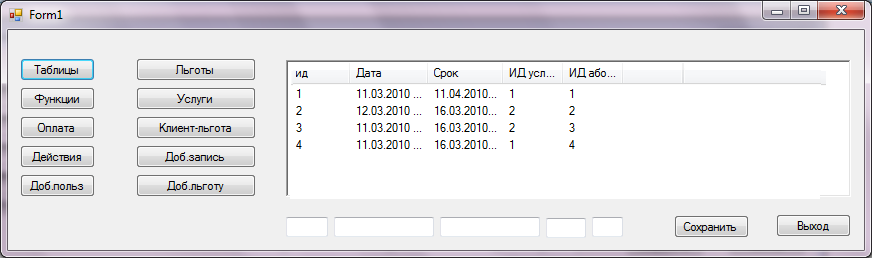 Form1
Таблицы
Функции
Оплата
Действия
Доб.польз
Льготы
Услуги
Клиент-льгота
Доб.запись
Доб.льготу
ид Дата Срок ИД усл... ИД або...
1 11.03.2010 ... 11.04.2010... 1 1
2 12.03.2010 ... 16.03.2010... 2 2
3 11.03.2010 ... 16.03.2010... 2 3
4 11.03.2010 ... 16.03.2010... 1 4
Сохранить
Выход